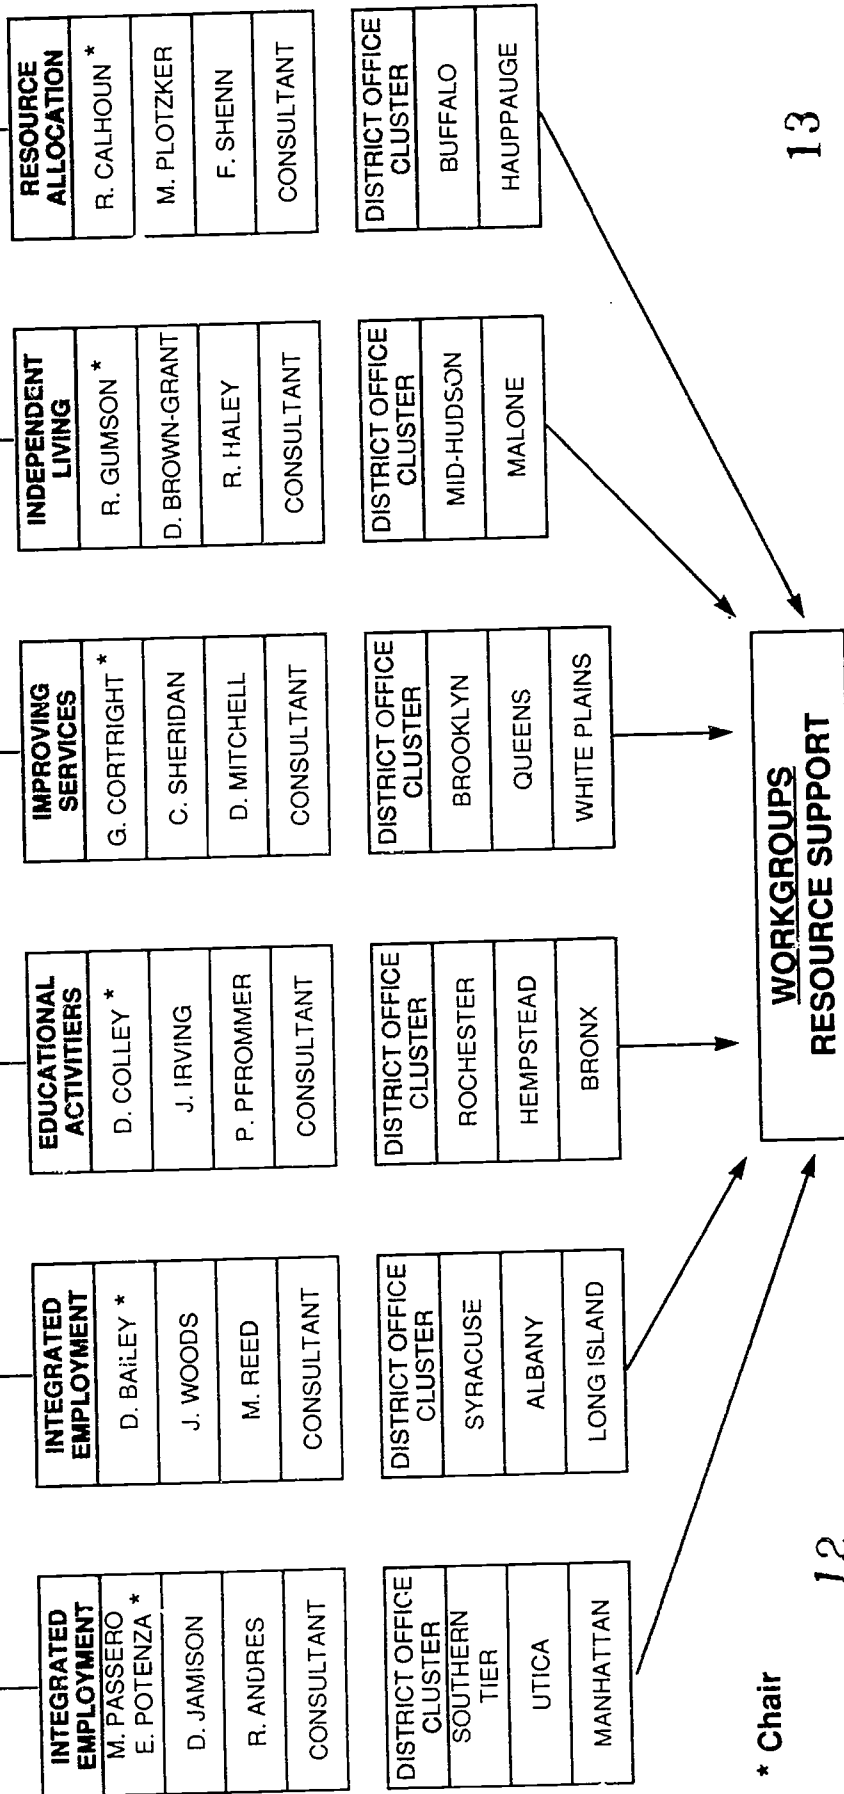 INTEGRATED
EMPLOYMENT
M. PASSERO
E. POTENZA *
D. JAMISON
R. ANDRES
CONSULTANT
DISTRICT OFFICE
CLUSTER
SOUTHERN
TIER
UTICA
MANHATTAN
INTEGRATED
EMPLOYMENT
D. BAILEY *
J. WOODS
M. REED
CONSULTANT
DISTRICT OFFICE
CLUSTER
SYRACUSE
ALBANY
LONG ISLAND
EDUCATIONAL
ACTIVITIERS
D. COLLEY *
J. IRVING
P. PFROMMER
CONSULTANT
DISTRICT OFFICE
CLUSTER
ROCHESTER
HEMPSTEAD
BRONX
IMPROVING
SERVICES
G. CORTRIGHT *
C. SHERIDAN
D. MITCHELL
CONSULTANT
DISTRICT OFFICE
CLUSTER
BROOKLYN
QUEENS
WHITE PLAINS
INDEPENDENT
LIVING
R. GUMSON *
D. BROWN-GRANT
R. HALEY
CONSULTANT
DISTRICT OFFICE
CLUSTER
MID-HUDSON
MALONE
RESOURCE
ALLOCATION
R. CALHOUN *
M. PLOTZKER
F. SHENN
CONSULTANT
DISTRICT OFFICE
CLUSTER
BUFFALO
HAUPPAUGE
WORKGROUPS
RESOURCE SUPPORT
* Chair
12
13